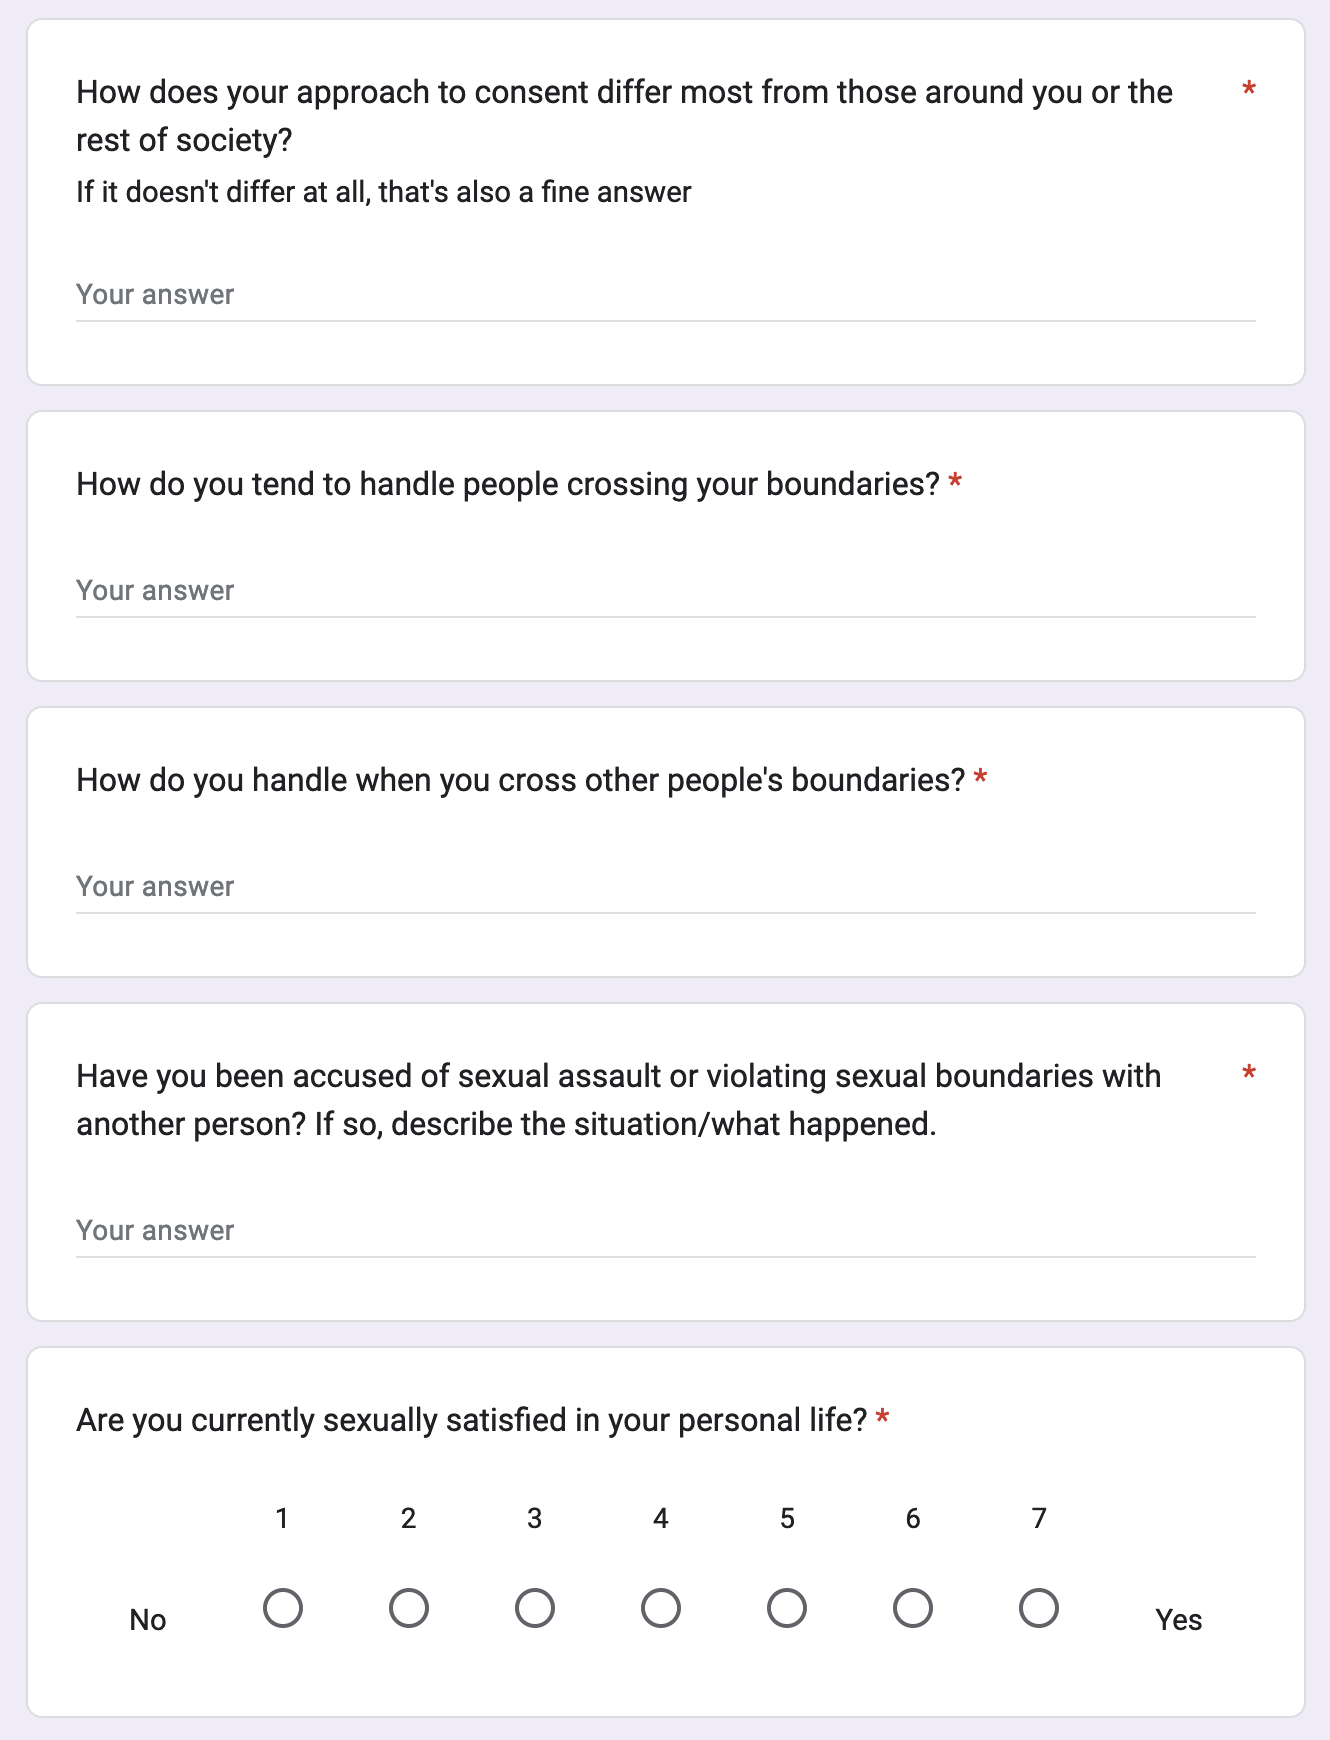 How does your approach to consent differ most from those around you or the *
rest of society?
If it doesn't differ at all, that's also a fine answer
Your answer
How do you tend to handle people crossing your boundaries? *
Your answer
How do you handle when you cross other people's boundaries? *
Your answer
Have you been accused of sexual assault or violating sexual boundaries with *
another person? If so, describe the situation/what happened.
Your answer
Are you currently sexually satisfied in your personal life? *
1 2 3 4 5 6 7
No Yes